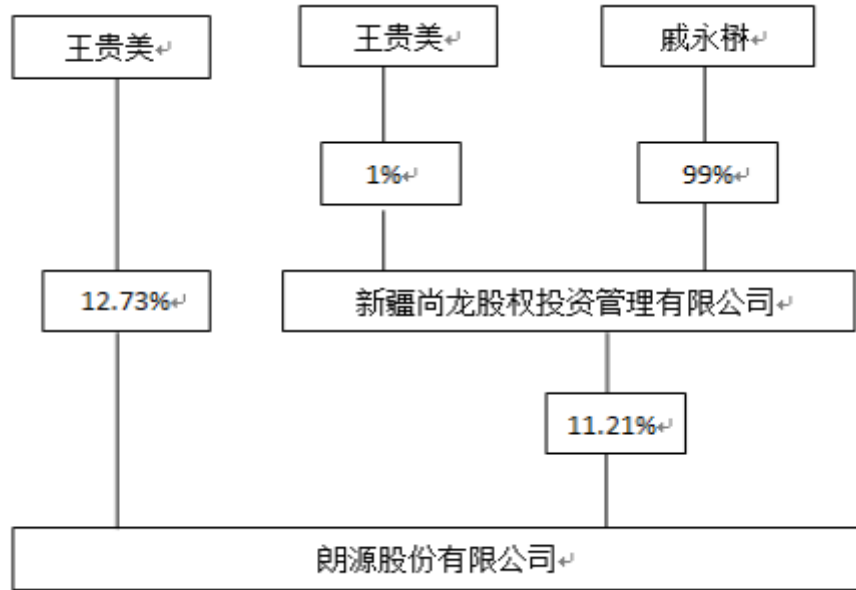 王贵美
王贵美
戚永楙
1%
99%
12.73%
新疆尚龙股权投资管理有限公司
11.21%
朗源股份有限公司